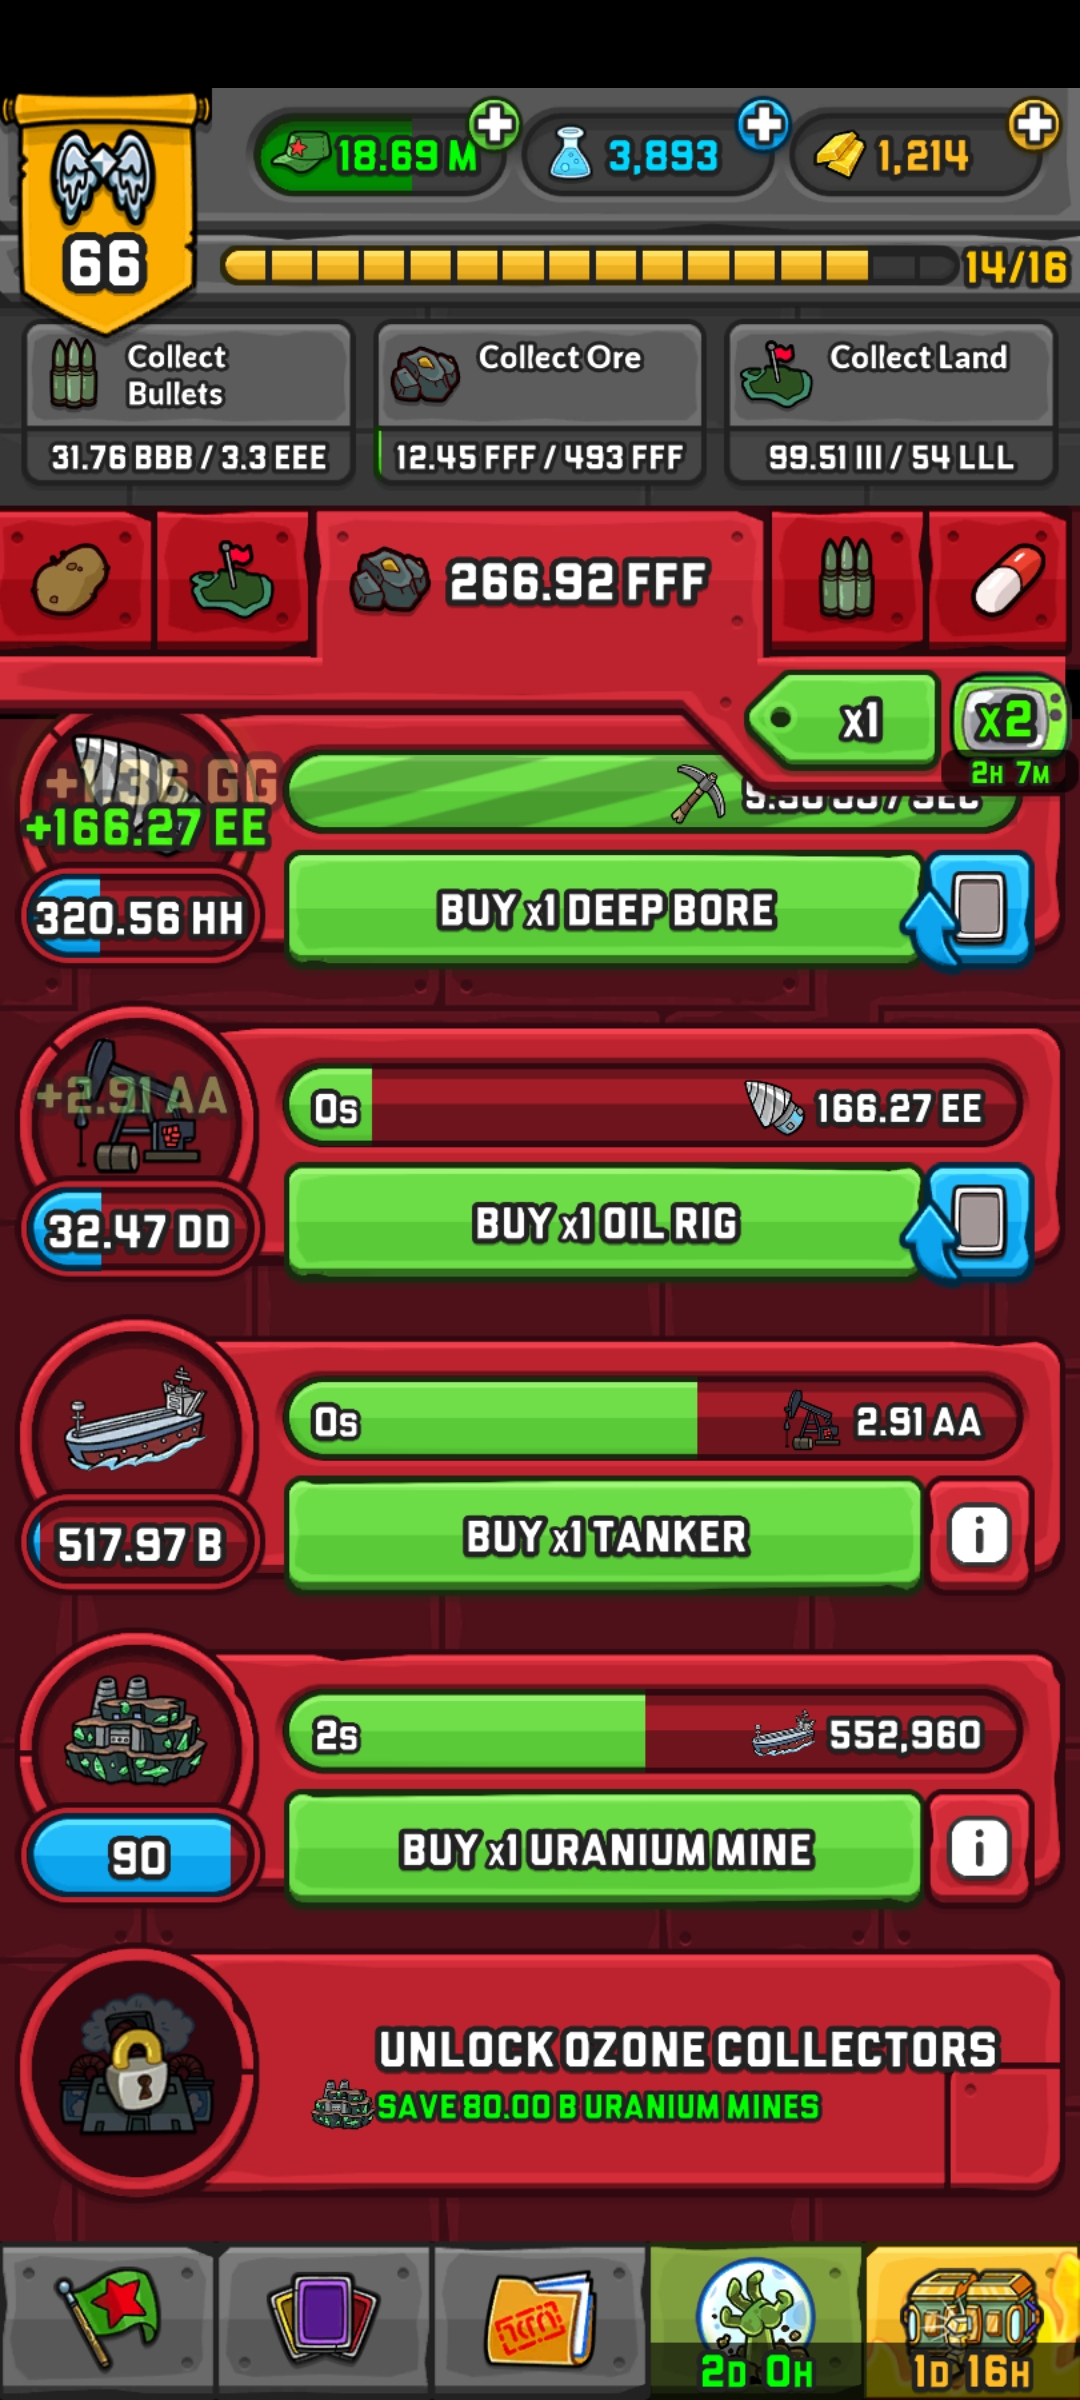 18.69 M
3,893
1,214
66
14/16
Collect
Bullets
Collect Ore
Collect Land
31.76 BBB / 3.3 EEE
12.45 FFF / 493 FFF
99.51 III / 54 LLL
266.92 FFF
x1
x2
2H 7M
+1.36 GG
+166.27 EE
320.56 HH
BUY x1 DEEP BORE
+2.91 AA
0s
166.27 EE
32.47 DD
BUY x1 OIL RIG
0s
2.91 AA
517.97 B
BUY x1 TANKER
i
2s
552,960
90
BUY x1 URANIUM MINE
i
UNLOCK OZONE COLLECTORS
SAVE 80.00 B URANIUM MINES
2D 0H
1D 16H